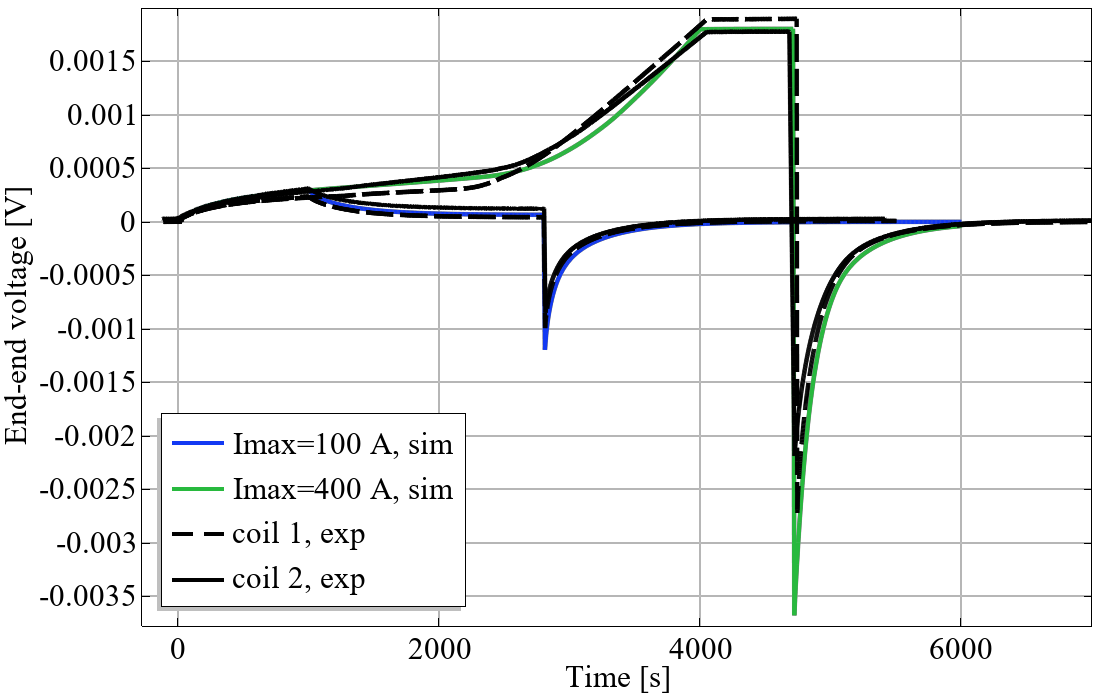 End-end voltage [V]
0.0015
0.001
0.0005
0
-0.0005
-0.001
-0.0015
-0.002
-0.0025
-0.003
-0.0035
Imax=100 A, sim
Imax=400 A, sim
coil 1, exp
coil 2, exp
0 2000 4000 6000
Time [s]